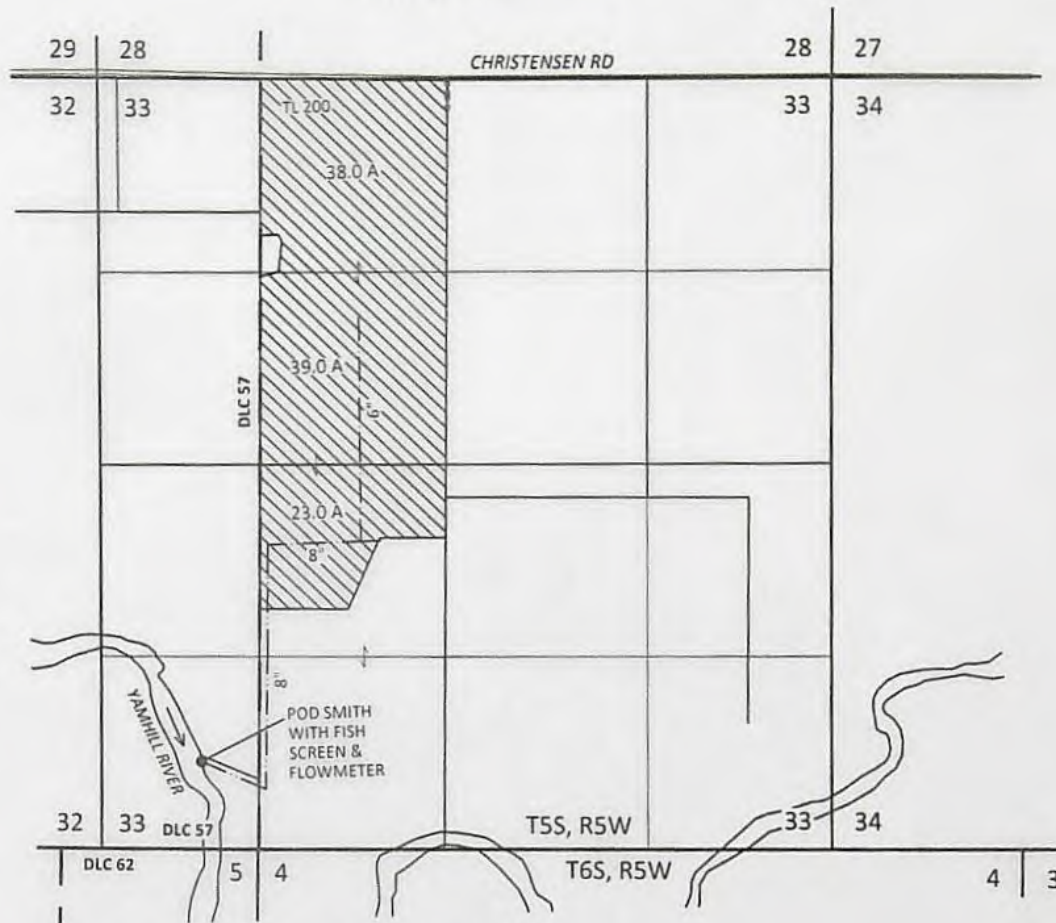 29 28
CHRISTENSEN RD
28 27
32 33
TL 200
33 34
38.0 A
39.0 A
6"
DLC 57
23.0 A
8"
8"
POD SMITH
WITH FISH
SCREEN &
FLOWMETER
YAMHILL RIVER
32 33
DLC 57
T5S, R5W
33 34
DLC 62
5 4
T6S, R5W
4 3